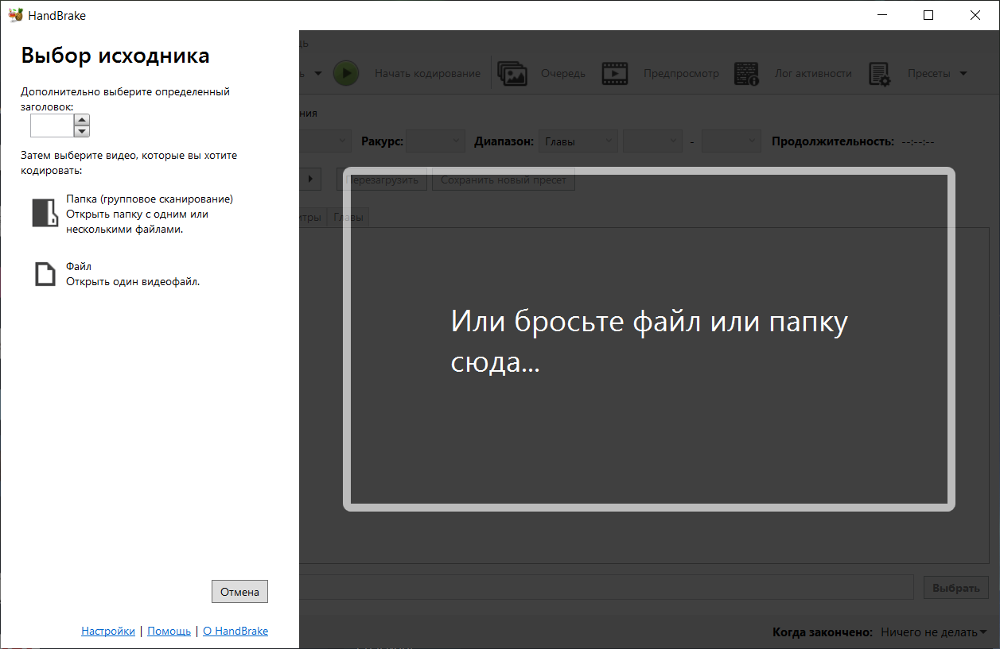 HandBrake
Выбор исходника
Дополнительно выберите определенный
заголовок:
Затем выберите видео, которые вы хотите
кодировать:
Папка (групповое сканирование)
Открыть папку с одним или
несколькими файлами.
Файл
Открыть один видеофайл.
Отмена
Настройки | Помощь | О HandBrake
Начать кодирование Очередь Предпросмотр Лог активности Пресеты
Ракурс: Диапазон: Главы - Продолжительность: --:--:--
Перезагрузить Сохранить новый пресет
Главы
Или бросьте файл или папку
сюда...
Выбрать
Когда закончено: Ничего не делать